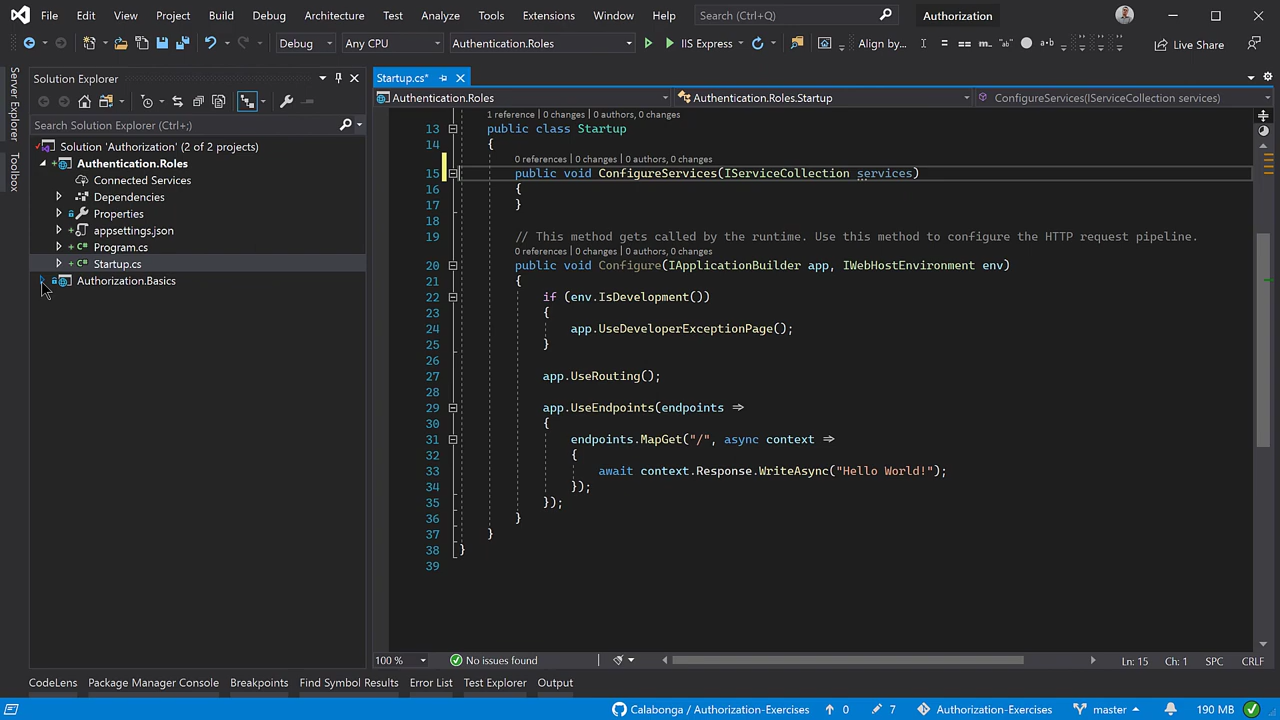 File Edit View Project Build Debug Architecture Test Analyze Tools Extensions Window Help Search (Ctrl+Q) Authorization
Debug Any CPU Authentication.Roles IIS Express Align by... Live Share
Server Explorer
Toolbox
Solution Explorer
Search Solution Explorer (Ctrl+;)
Solution 'Authorization' (2 of 2 projects)
Authentication.Roles
Connected Services
Dependencies
Properties
appsettings.json
Program.cs
Startup.cs
Authorization.Basics
Startup.cs*
Authentication.Roles Authentication.Roles.Startup ConfigureServices(IServiceCollection services)
1 reference | 0 changes | 0 authors, 0 changes
13 public class Startup
14 {
0 references | 0 changes | 0 authors, 0 changes
15 public void ConfigureServices(IServiceCollection services)
16 {
17 }
18
19 // This method gets called by the runtime. Use this method to configure the HTTP request pipeline.
0 references | 0 changes | 0 authors, 0 changes
20 public void Configure(IApplicationBuilder app, IWebHostEnvironment env)
21 {
22 if (env.IsDevelopment())
23 {
24 app.UseDeveloperExceptionPage();
25 }
26
27 app.UseRouting();
28
29 app.UseEndpoints(endpoints =>
30 {
31 endpoints.MapGet("/", async context =>
32 {
33 await context.Response.WriteAsync("Hello World!");
34 });
35 });
36 }
37 }
38 }
39
100 % No issues found Ln: 15 Ch: 1 SPC CRLF
CodeLens Package Manager Console Breakpoints Find Symbol Results Error List Test Explorer Output
Calabonga / Authorization-Exercises 0 7 Authorization-Exercises master 190 MB